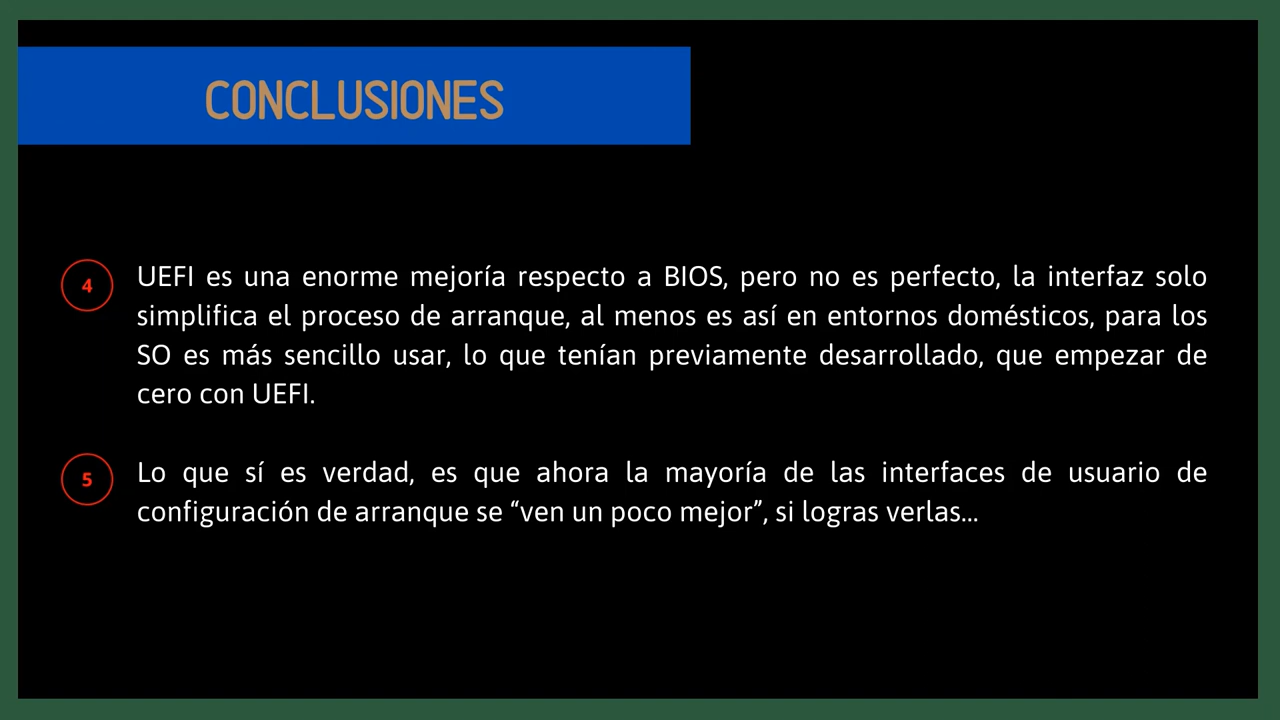 CONCLUSIONES
4
UEFI es una enorme mejoría respecto a BIOS, pero no es perfecto, la interfaz solo
simplifica el proceso de arranque, al menos es así en entornos domésticos, para los
SO es más sencillo usar, lo que tenían previamente desarrollado, que empezar de
cero con UEFI.
5
Lo que sí es verdad, es que ahora la mayoría de las interfaces de usuario de
configuración de arranque se “ven un poco mejor”, si logras verlas...